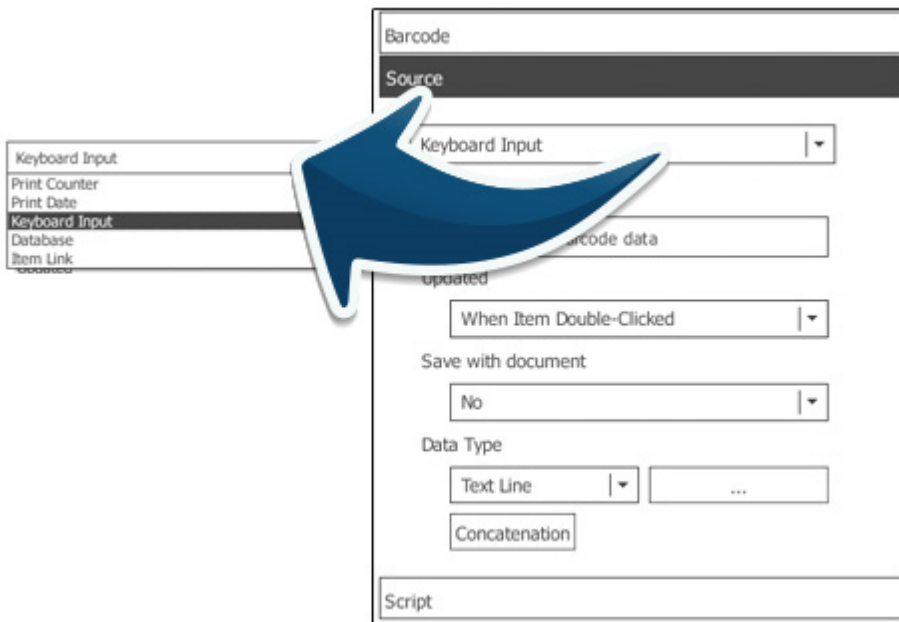 Barcode
Source
Keyboard Input
Keyboard Input
Print Counter
Print Date
Keyboard Input
Database
Item Link
Updated
barcode data
Updated
When Item Double-Clicked
Save with document
No
Data Type
Text Line
...
Concatenation
Script